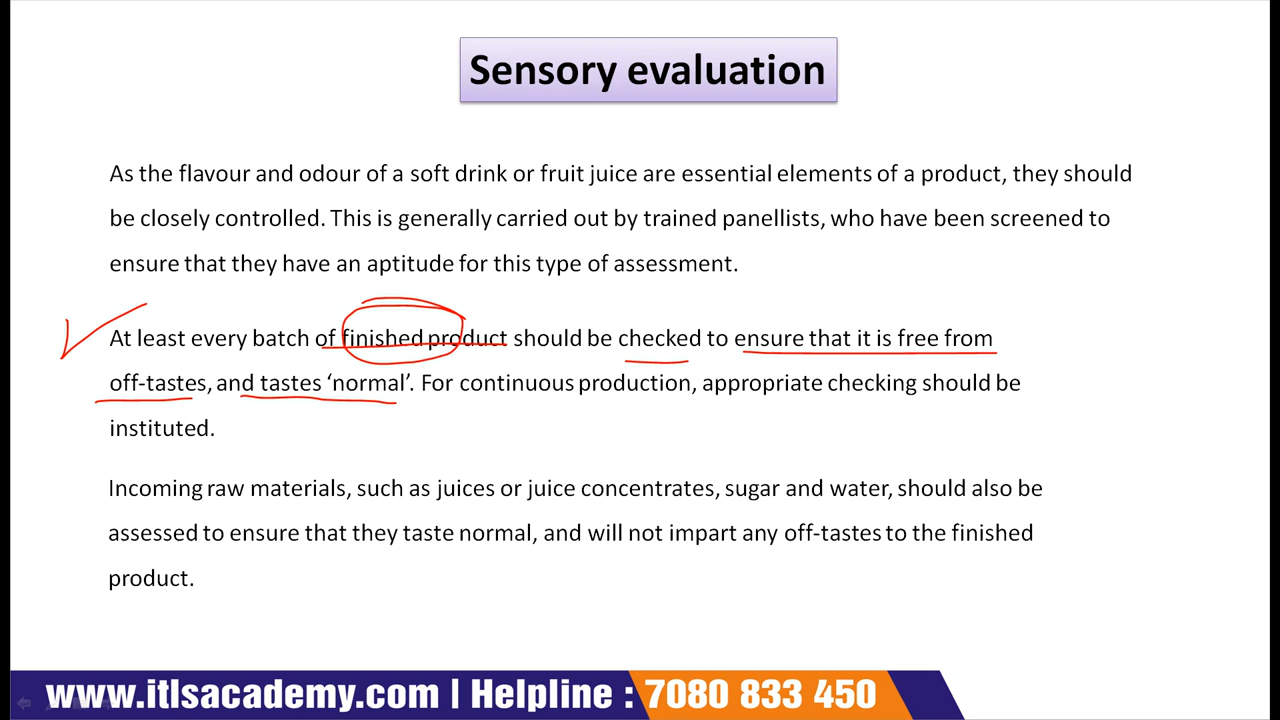 Sensory evaluation
As the flavour and odour of a soft drink or fruit juice are essential elements of a product, they should
be closely controlled. This is generally carried out by trained panellists, who have been screened to
ensure that they have an aptitude for this type of assessment.
At least every batch of finished product should be checked to ensure that it is free from
off-tastes, and tastes ‘normal’. For continuous production, appropriate checking should be
instituted.
Incoming raw materials, such as juices or juice concentrates, sugar and water, should also be
assessed to ensure that they taste normal, and will not impart any off-tastes to the finished
product.
www.itlsacademy.com | Helpline : 7080 833 450